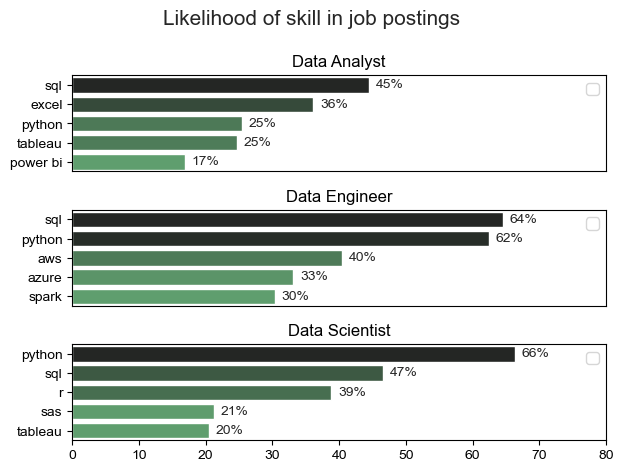 Likelihood of skill in job postings
Data Analyst
sql 45%
excel 36%
python 25%
tableau 25%
power bi 17%
Data Engineer
sql 64%
python 62%
aws 40%
azure 33%
spark 30%
Data Scientist
python 66%
sql 47%
r 39%
sas 21%
tableau 20%
0 10 20 30 40 50 60 70 80